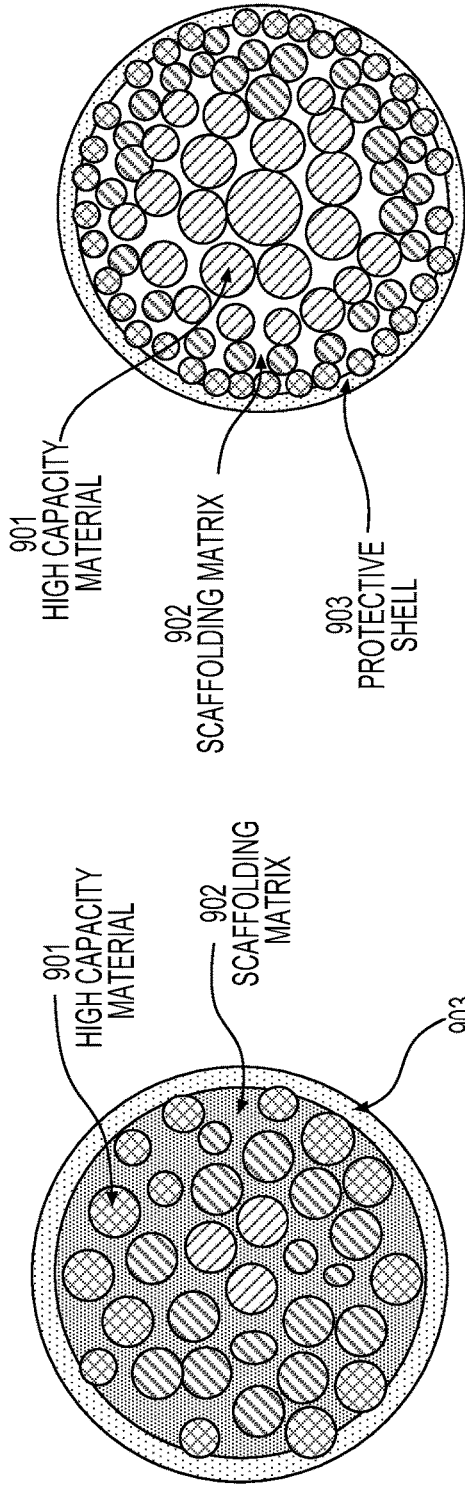 901
HIGH CAPACITY
MATERIAL
902
SCAFFOLDING
MATRIX
903
901
HIGH CAPACITY
MATERIAL
902
SCAFFOLDING MATRIX
903
PROTECTIVE
SHELL